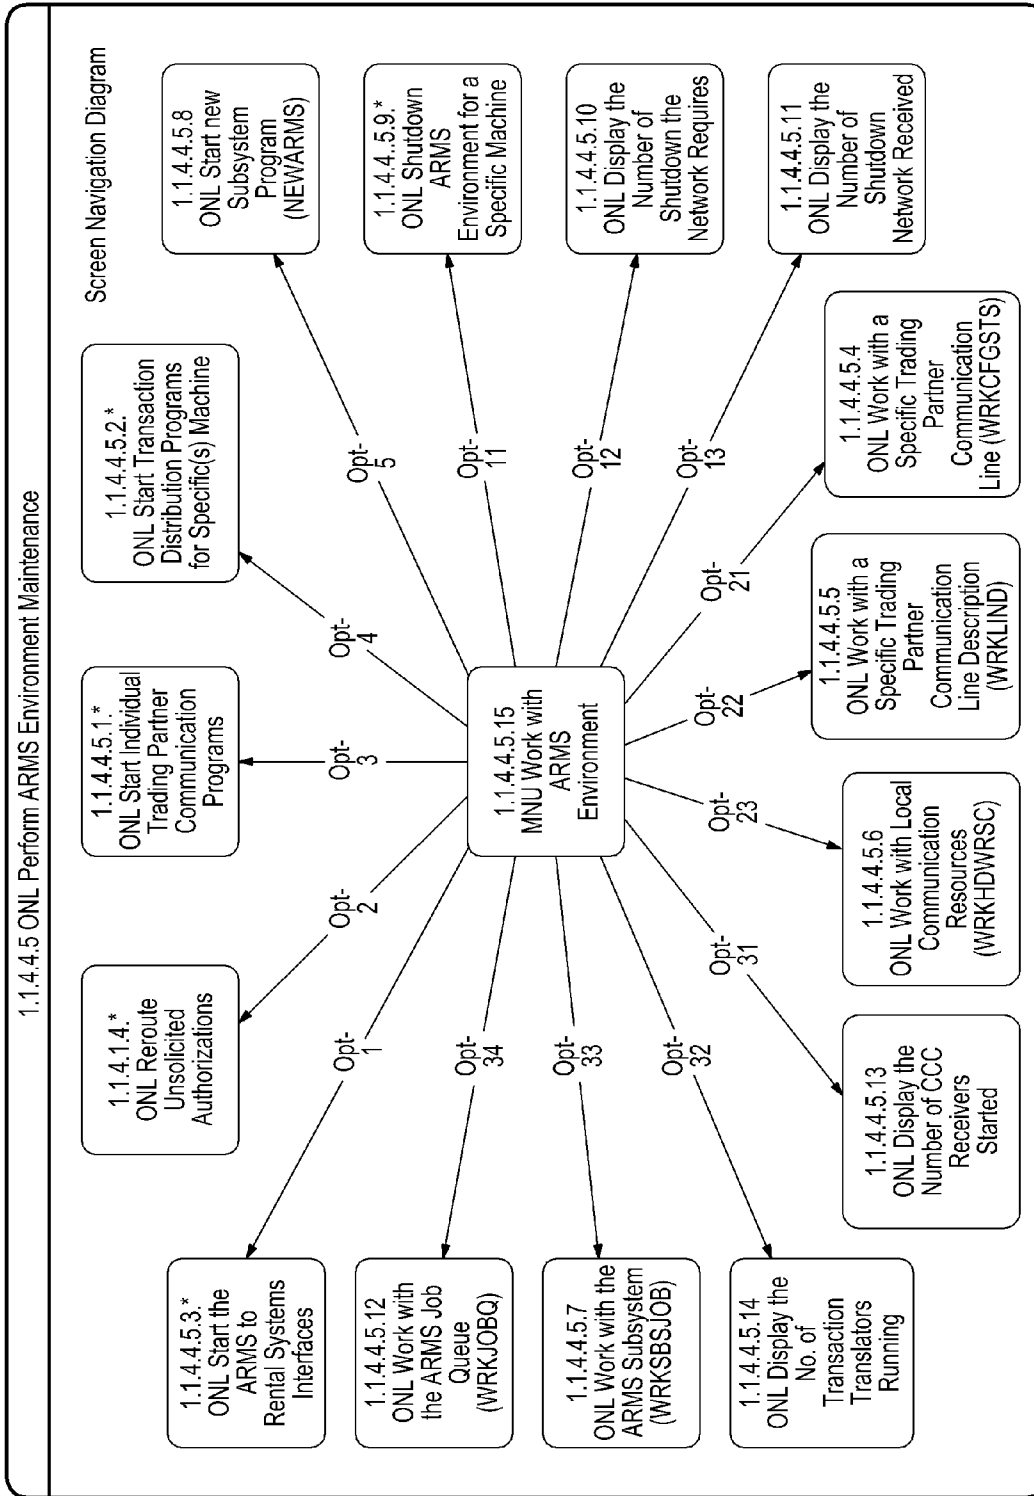 1.1.4.4.5 ONL Perform ARMS Environment Maintenance
Screen Navigation Diagram
1.1.4.4.5.3.*
ONL Start the
ARMS to
Rental Systems
Interfaces
1.1.4.1.4.*
ONL Reroute
Unsolicited
Authorizations
1.1.4.4.5.1.*
ONL Start Individual
Trading Partner
Communication
Programs
1.1.4.4.5.2.*
ONL Start Transaction
Distribution Programs
for Specific(s) Machine
1.1.4.4.5.8
ONL Start new
Subsystem
Program
(NEWARMS)
Opt-
1
Opt-
2
Opt-
3
Opt-
4
Opt-
5
1.1.4.4.5.12
ONL Work with
the ARMS Job
Queue
(WRKJOBQ)
Opt-
34
Opt-
11
1.1.4.4..5.9.*
ONL Shutdown
ARMS
Environment for a
Specific Machine
1.1.4.4.5.15
MNU Work with
ARMS
Environment
1.1.4.4.5.7
ONL Work with the
ARMS Subsystem
(WRKSBSJOB)
Opt-
33
Opt-
12
1.1.4.4.5.10
ONL Display the
Number of
Shutdown the
Network Requires
1.1.4.4.5.14
ONL Display the
No. of
Transaction
Translators
Running
Opt-
32
Opt-
31
Opt-
23
Opt-
22
Opt-
21
Opt-
13
1.1.4.4.5.11
ONL Display the
Number of
Shutdown
Network Received
1.1.4.4.5.13
ONL Display the
Number of CCC
Receivers
Started
1.1.4.4.5.6
ONL Work with Local
Communication
Resources
(WRKHDWRSC)
1.1.4.4.5.5
ONL Work with a
Specific Trading
Partner
Communication
Line Description
(WRKLIND)
1.1.4.4.5.4
ONL Work with a
Specific Trading
Partner
Communication
Line (WRKCFGSTS)